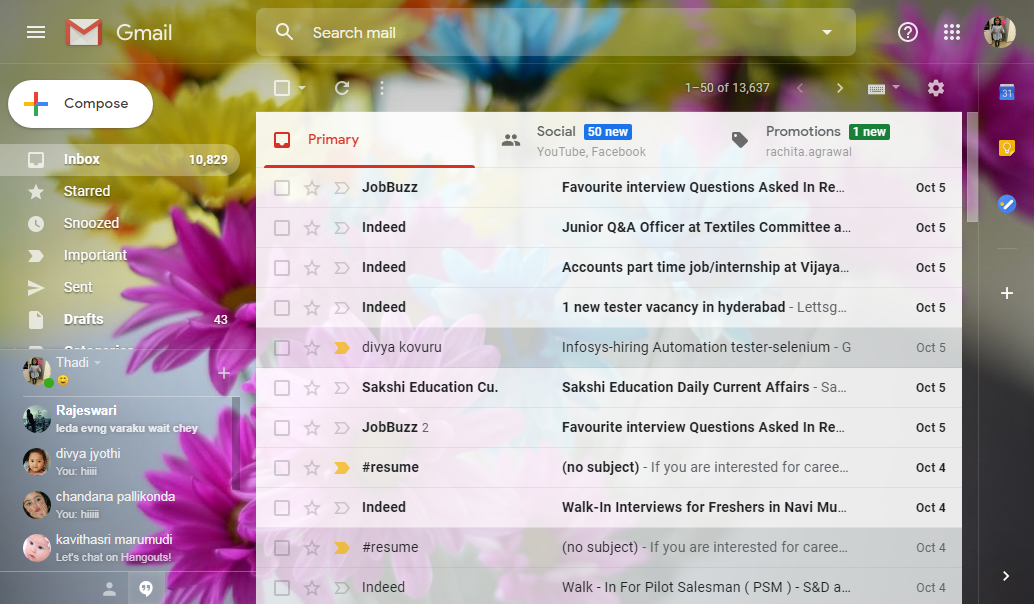 Gmail
Search mail
Compose
1–50 of 13,637
31
Primary
Social 50 new
YouTube, Facebook
Promotions 1 new
rachita.agrawal
Inbox 10,829
Starred
Snoozed
Important
Sent
Drafts 43
Categories
Thadi
Rajeswari
leda evng varaku wait chey
divya jyothi
You: hiiii
chandana pallikonda
You: hiiiii
kavithasri marumudi
Let's chat on Hangouts!
JobBuzz Favourite interview Questions Asked In Re… Oct 5
Indeed Junior Q&A Officer at Textiles Committee a… Oct 5
Indeed Accounts part time job/internship at Vijaya… Oct 5
Indeed 1 new tester vacancy in hyderabad - Lettsg… Oct 5
divya kovuru Infosys-hiring Automation tester-selenium - G Oct 5
Sakshi Education Cu. Sakshi Education Daily Current Affairs - Sa… Oct 5
JobBuzz 2 Favourite interview Questions Asked In Re… Oct 5
#resume (no subject) - If you are interested for caree… Oct 4
Indeed Walk-In Interviews for Freshers in Navi Mu… Oct 4
#resume (no subject) - If you are interested for caree… Oct 4
Indeed Walk - In For Pilot Salesman ( PSM ) - S&D a… Oct 4